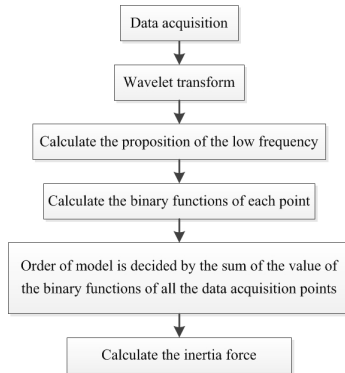 Data acquisition
Wavelet transform
Calculate the proposition of the low frequency
Calculate the binary functions of each point
Order of model is decided by the sum of the value of
the binary functions of all the data acquisition points
Calculate the inertia force